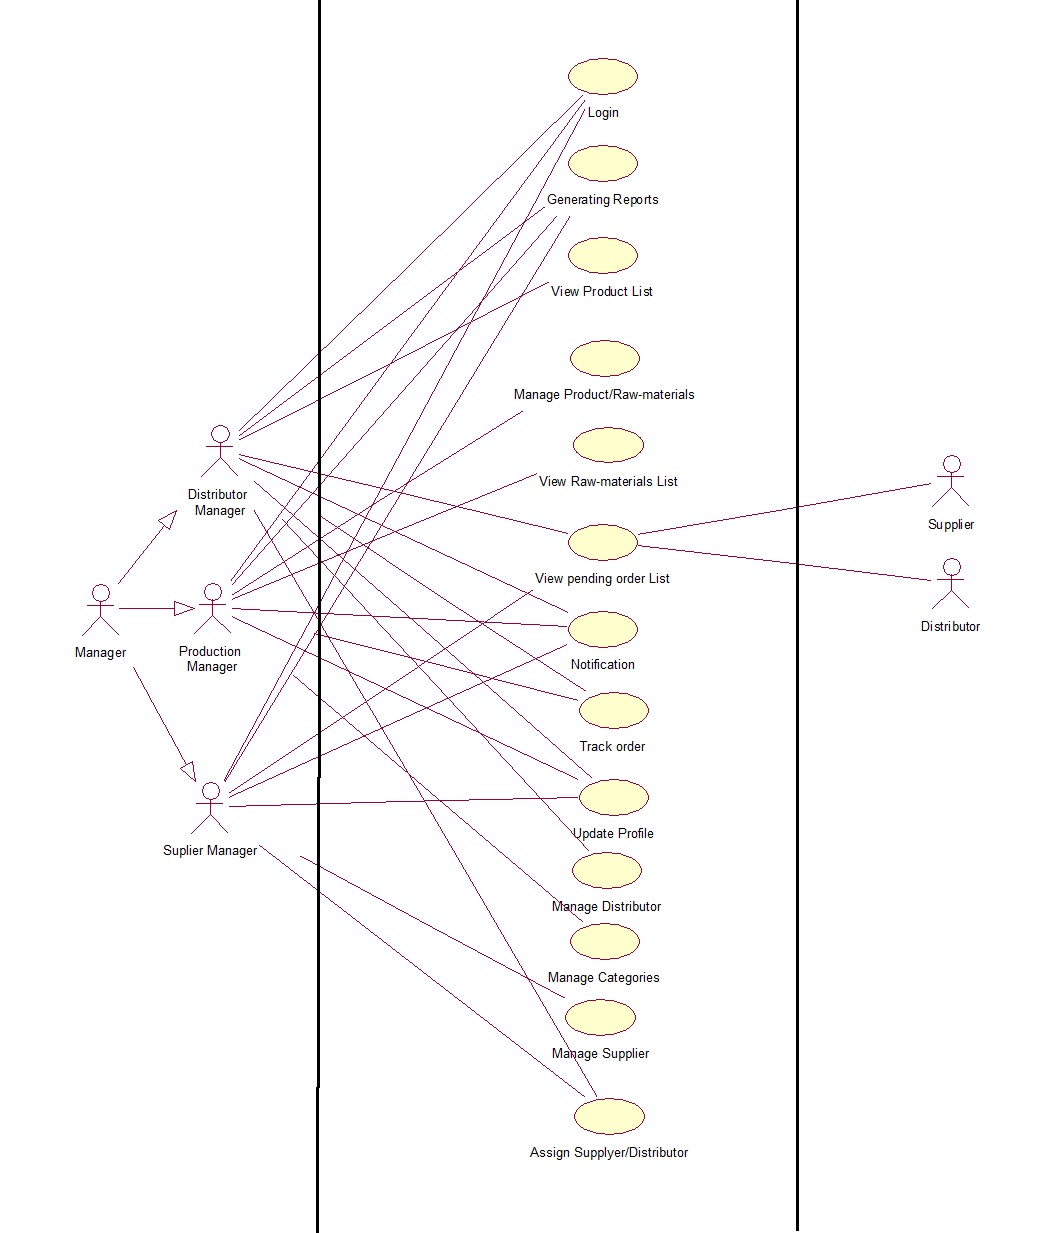 Login
Generating Reports
View Product List
Manage Product/Raw-materials
View Raw-materials List
View pending order List
Notification
Track order
Update Profile
Manage Distributor
Manage Categories
Manage Supplier
Assign Supplyer/Distributor
Distributor
Manager
Manager
Production
Manager
Suplier Manager
Supplier
Distributor